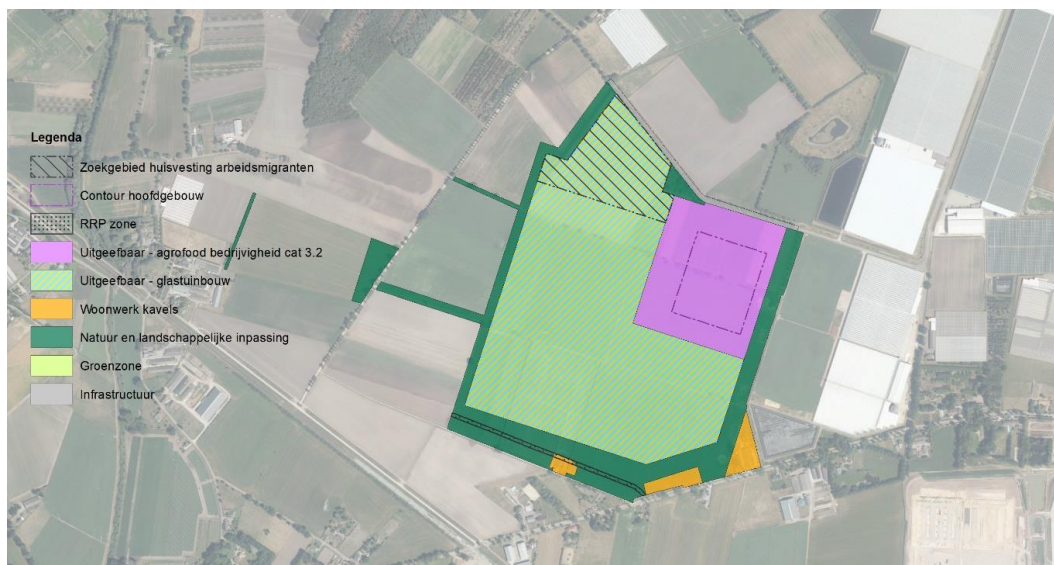 Legenda
Zoekgebied huisvesting arbeidsmigranten
Contour hoofdgebouw
RRP zone
Uitgeefbaar - agrofood bedrijvigheid cat 3.2
Uitgeefbaar - glastuinbouw
Woonwerk kavels
Natuur en landschappelijke inpassing
Groenzone
Infrastructuur